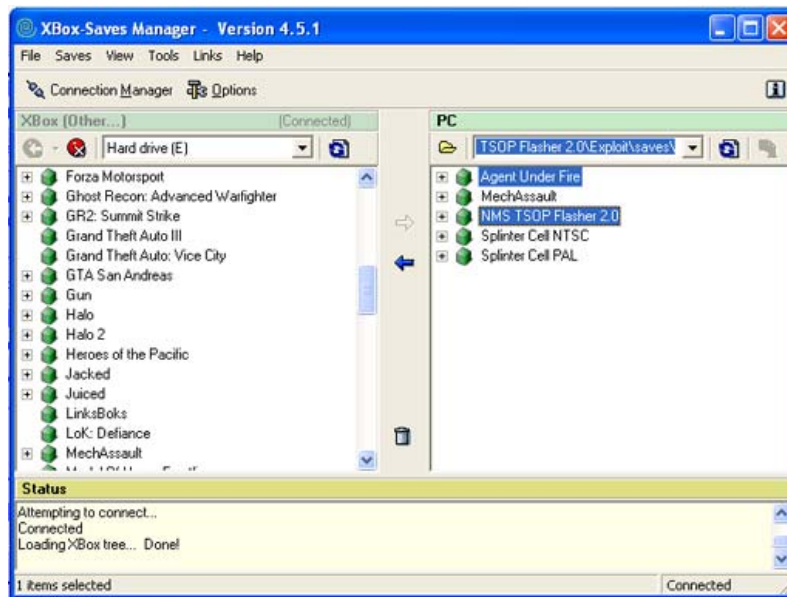 XBox-Saves Manager - Version 4.5.1
File Saves View Tools Links Help
Connection Manager Options
XBox (Other...) (Connected)
Hard drive (E)
Forza Motorsport
Ghost Recon: Advanced Warfighter
GR2: Summit Strike
Grand Theft Auto III
Grand Theft Auto: Vice City
GTA San Andreas
Gun
Halo
Halo 2
Heroes of the Pacific
Jacked
Juiced
LinksBoks
LoK: Defiance
MechAssault
PC
TSOP Flasher 2.0\Exploit\saves\
Agent Under Fire
MechAssault
NMS TSOP Flasher 2.0
Splinter Cell NTSC
Splinter Cell PAL
Status
Attempting to connect...
Connected
Loading XBox tree... Done!
1 items selected
Connected